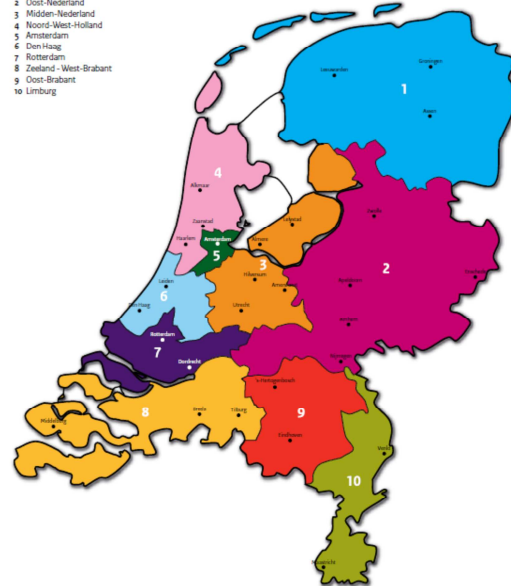 2 Oost-Nederland
3 Midden-Nederland
4 Noord-West-Holland
5 Amsterdam
6 Den Haag
7 Rotterdam
8 Zeeland - West-Brabant
9 Oost-Brabant
10 Limburg
Leeuwarden
Groningen
1
Assen
4
Alkmaar
Zaanstad
Haarlem
Amsterdam
5
Lelystad
Almere
Zwolle
3
Hilversum
2
Enschede
Apeldoorn
Leiden
6
Den Haag
Utrecht
Arnhem
Rotterdam
7
Dordrecht
Nijmegen
's-Hertogenbosch
8
Breda
Tilburg
9
Middelburg
Eindhoven
Venlo
10
Maastricht